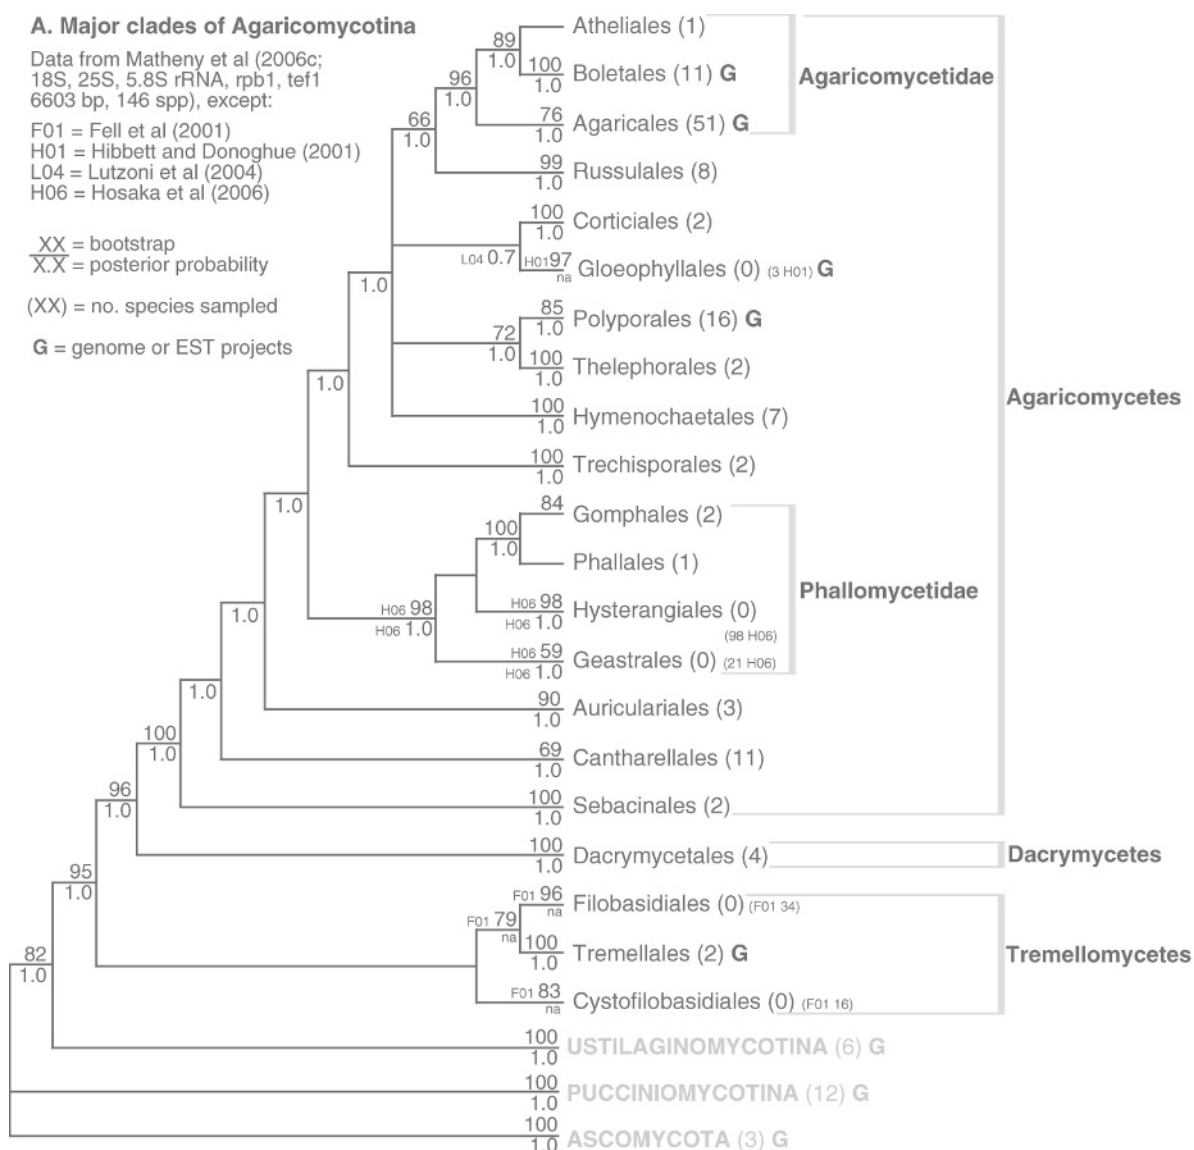 A. Major clades of Agaricomycotina
Data from Matheny et al (2006c;
18S, 25S, 5.8S rRNA, rpb1, tef1
6603 bp, 146 spp), except:
F01 = Fell et al (2001)
H01 = Hibbett and Donoghue (2001)
L04 = Lutzoni et al (2004)
H06 = Hosaka et al (2006)
XX = bootstrap
X.X = posterior probability
(XX) = no. species sampled
G = genome or EST projects
Atheliales (1)
89
1.0
100
1.0
Boletales (11) G
Agaricomycetidae
96
1.0
76
1.0
Agaricales (51) G
66
1.0
99
1.0
Russulales (8)
100
1.0
Corticiales (2)
L04 0.7
H01 97
na
Gloeophyllales (0) (3 H01) G
1.0
85
1.0
Polyporales (16) G
72
1.0
100
1.0
Thelephorales (2)
1.0
Agaricomycetes
100
1.0
Hymenochaetales (7)
100
1.0
Trechisporales (2)
1.0
84
Gomphales (2)
100
1.0
Phallales (1)
Phallomycetidae
H06 98
H06 1.0
H06 98
H06 1.0
Hysterangiales (0)
(98 H06)
1.0
H06 59
H06 1.0
Geastrales (0) (21 H06)
1.0
90
1.0
Auriculariales (3)
100
1.0
69
1.0
Cantharellales (11)
96
1.0
100
1.0
Sebacinales (2)
100
1.0
Dacrymycetales (4)
Dacrymycetes
95
1.0
F01 96
na
Filobasidiales (0) (F01 34)
F01 79
na
100
1.0
Tremellales (2) G
Tremellomycetes
82
1.0
F01 83
na
Cystofilobasidiales (0) (F01 16)
100
1.0
USTILAGINOMYCOTINA (6) G
100
1.0
PUCCINIOMYCOTINA (12) G
100
1.0
ASCOMYCOTA (3) G